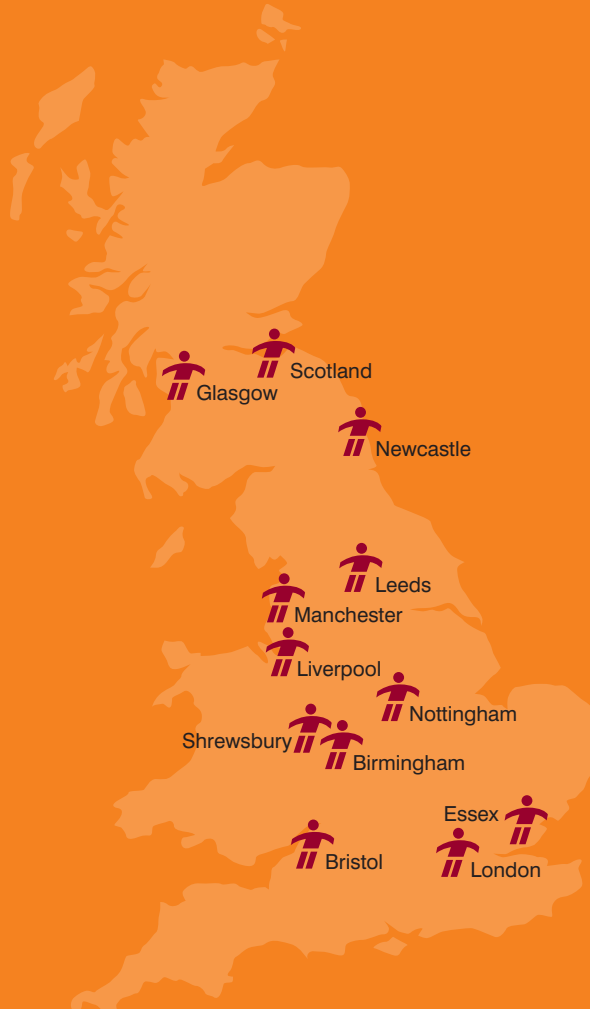 Scotland
Glasgow
Newcastle
Leeds
Manchester
Liverpool
Nottingham
Shrewsbury
Birmingham
Essex
Bristol
London